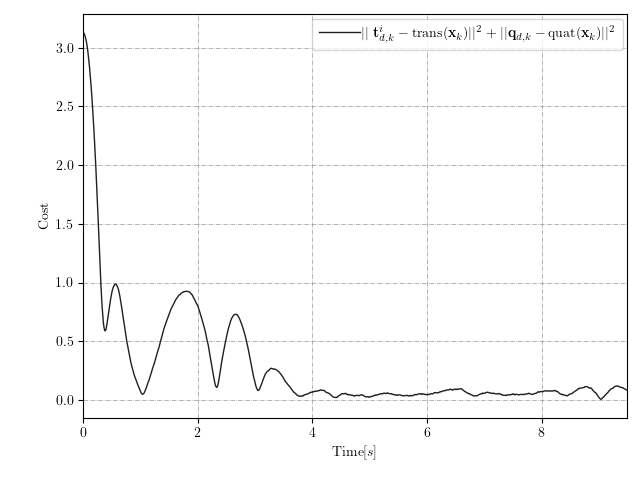 || t^i_{d,k} − trans(x_k)||^2 + ||q_{d,k} − quat(x_k)||^2
3.0
2.5
2.0
1.5
1.0
0.5
0.0
Cost
0 2 4 6 8
Time[s]